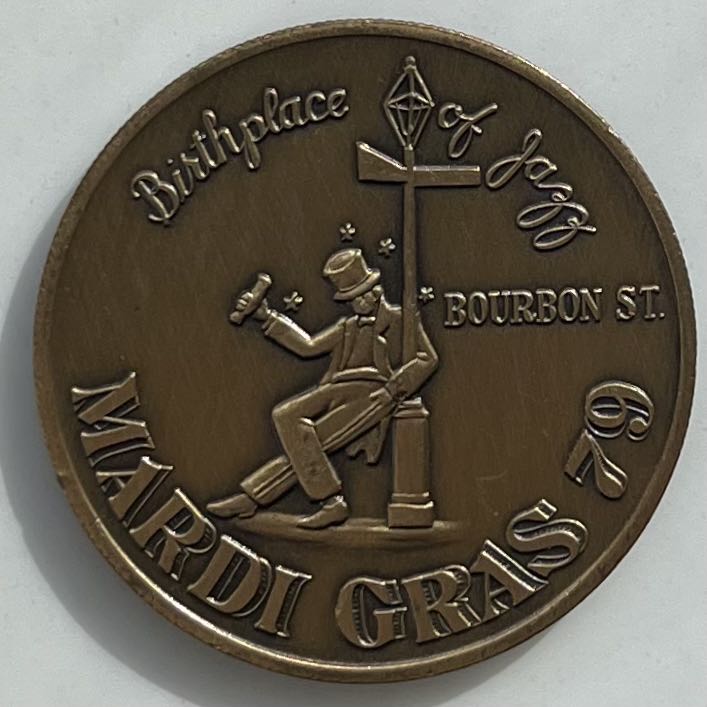 Birthplace of Jazz
BOURBON ST.
MARDI GRAS 79